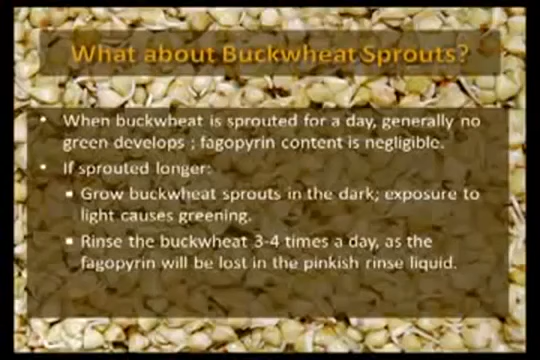 What about Buckwheat Sprouts?
• When buckwheat is sprouted for a day, generally no
green develops ; fagopyrin content is negligible.
• If sprouted longer:
▪ Grow buckwheat sprouts in the dark; exposure to
light causes greening.
▪ Rinse the buckwheat 3-4 times a day, as the
fagopyrin will be lost in the pinkish rinse liquid.